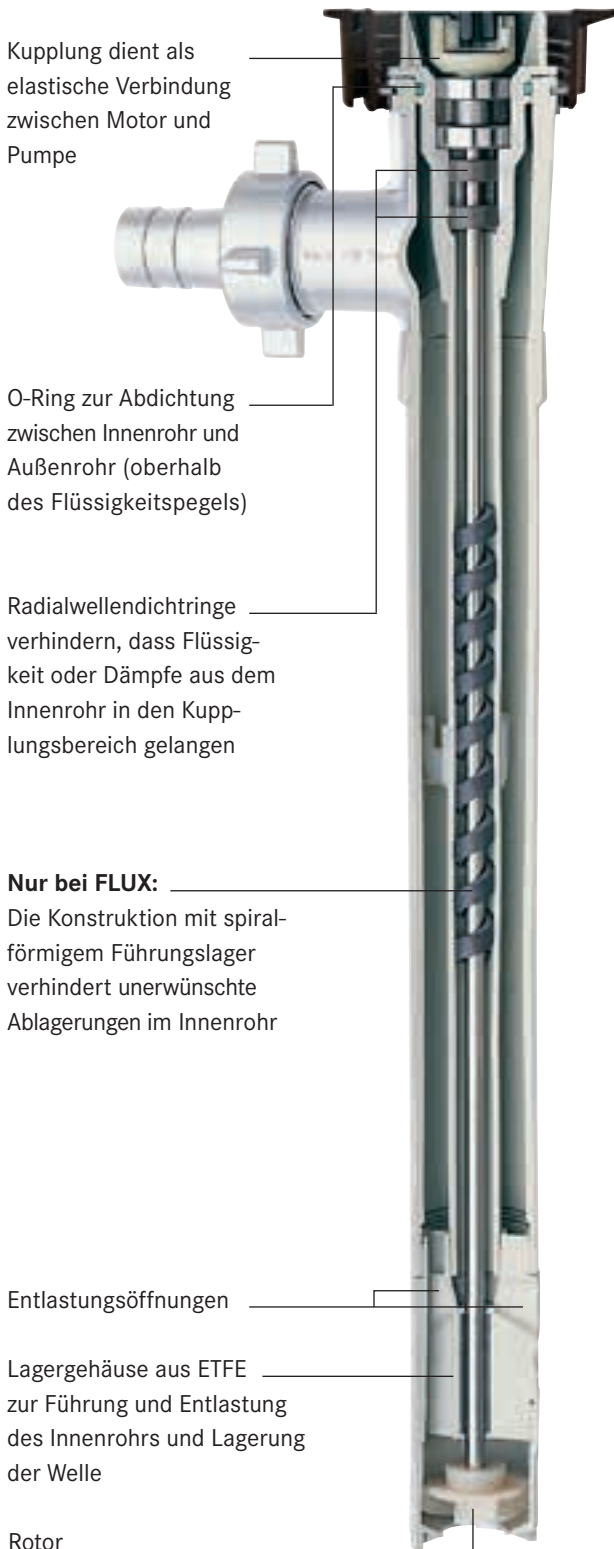 Kupplung dient als
elastische Verbindung
zwischen Motor und
Pumpe
O-Ring zur Abdichtung
zwischen Innenrohr und
Außenrohr (oberhalb
des Flüssigkeitspegels)
Radialwellendichtringe
verhindern, dass Flüssig-
keit oder Dämpfe aus dem
Innenrohr in den Kupp-
lungsbereich gelangen
Nur bei FLUX:
Die Konstruktion mit spiral-
förmigem Führungslager
verhindert unerwünschte
Ablagerungen im Innenrohr
Entlastungsöffnungen
Lagergehäuse aus ETFE
zur Führung und Entlastung
des Innenrohrs und Lagerung
der Welle
Rotor